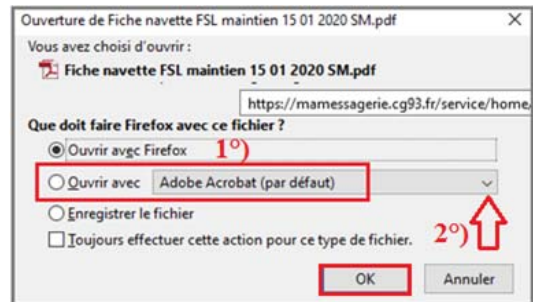 Ouverture de Fiche navette FSL maintien 15 01 2020 SM.pdf
Vous avez choisi d'ouvrir :
Fiche navette FSL maintien 15 01 2020 SM.pdf
https://mamessagerie.cg93.fr/service/home/
Que doit faire Firefox avec ce fichier ?
Ouvrir avec Firefox 1°)
Ouvrir avec Adobe Acrobat (par défaut)
Enregistrer le fichier
Toujours effectuer cette action pour ce type de fichier. 2°)
OK Annuler